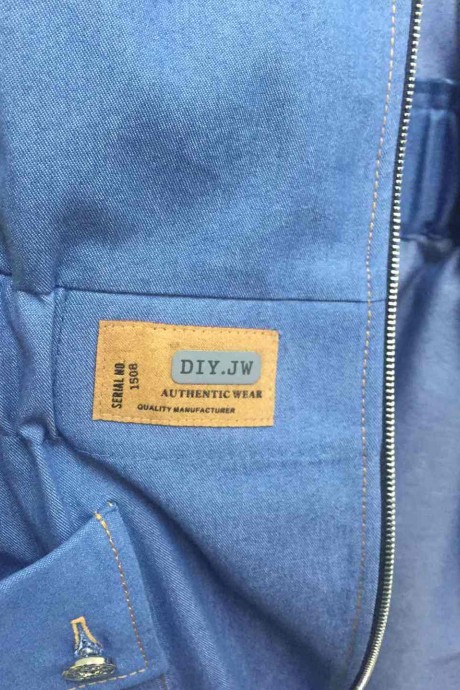 DIY.JW
SERIAL NO
1508
AUTHENTIC WEAR
QUALITY MANUFACTURER